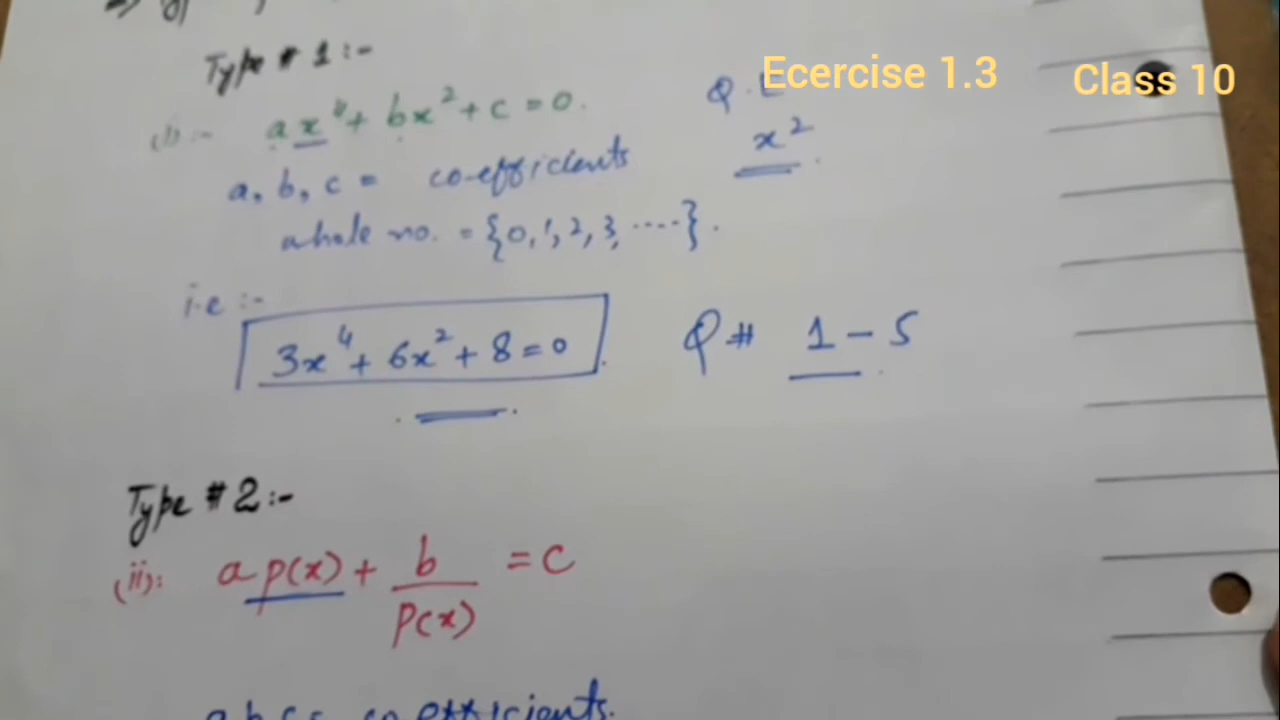 Ecercise 1.3 Class 10
Type # 1:-
(i):- ax⁴ + bx² + c = 0. Q.E
a, b, c = co-efficients x²
whole no. = {0, 1, 2, 3, ....}.
i.e :-
3x⁴ + 6x² + 8 = 0 Q# 1 - 5
Type # 2:-
(ii): a p(x) + b/p(x) = c
a b c = co efficients.